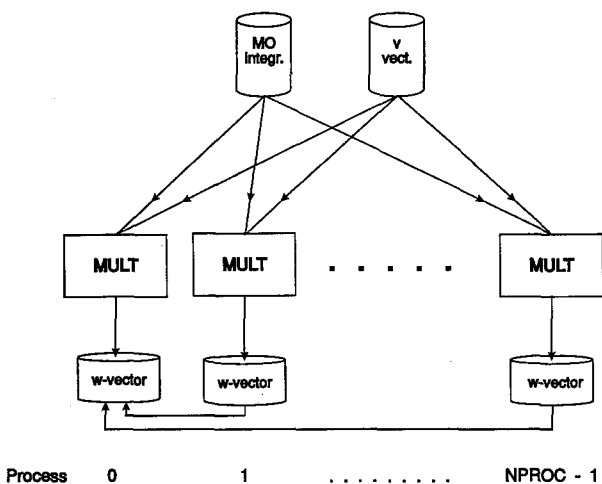 MO
integr.
v
vect.
MULT
MULT
. . . . .
MULT
w-vector
w-vector
w-vector
Process 0 1 . . . . . . . . . NPROC - 1